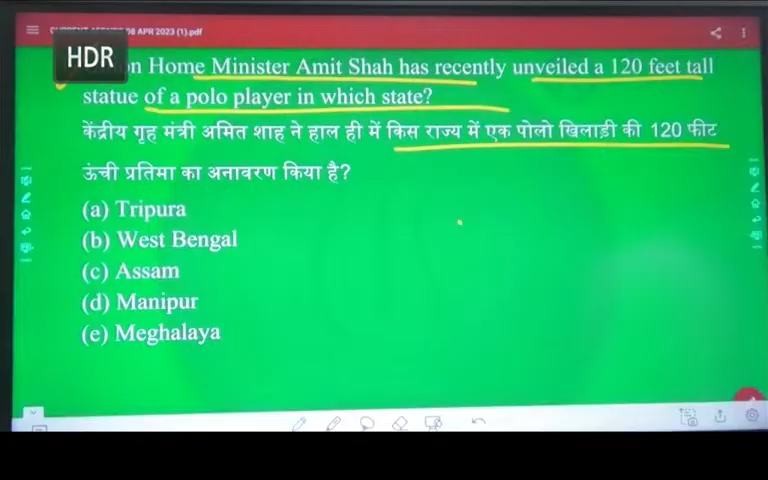 08 APR 2023 (1).pdf
HDR
Home Minister Amit Shah has recently unveiled a 120 feet tall
statue of a polo player in which state?
केंद्रीय गृह मंत्री अमित शाह ने हाल ही में किस राज्य में एक पोलो खिलाड़ी की 120 फीट
ऊंची प्रतिमा का अनावरण किया है?
(a) Tripura
(b) West Bengal
(c) Assam
(d) Manipur
(e) Meghalaya